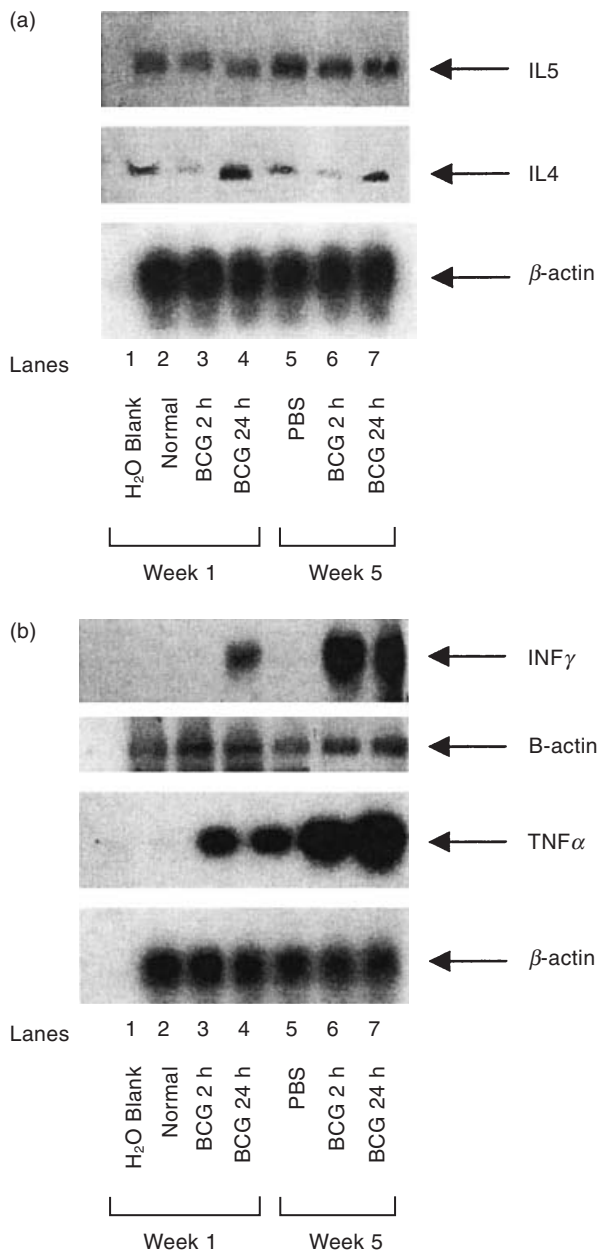 (a)
IL5
IL4
β-actin
Lanes 1 2 3 4 5 6 7
H₂O Blank
Normal
BCG 2 h
BCG 24 h
PBS
BCG 2 h
BCG 24 h
Week 1 Week 5
(b)
INFγ
B-actin
TNFα
β-actin
Lanes 1 2 3 4 5 6 7
H₂O Blank
Normal
BCG 2 h
BCG 24 h
PBS
BCG 2 h
BCG 24 h
Week 1 Week 5